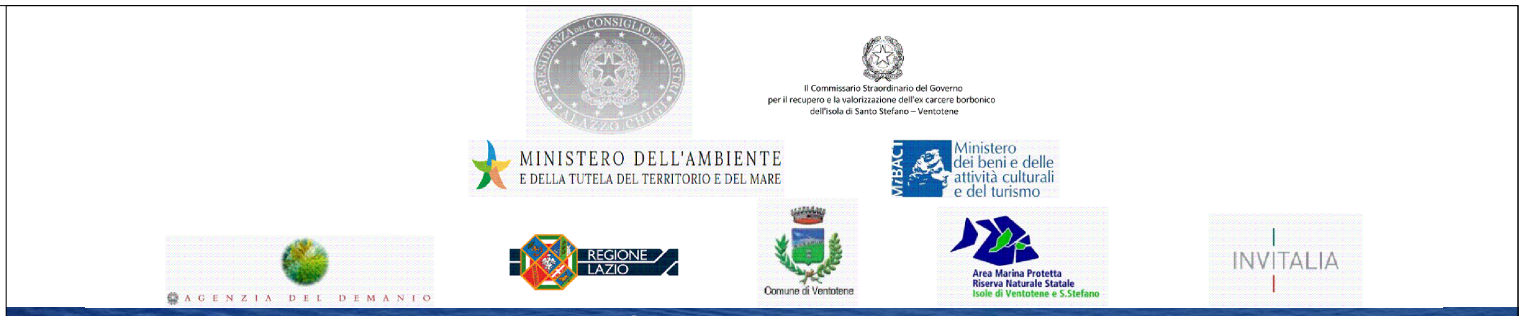 PRESIDENZA DEL CONSIGLIO DEI MINISTRI
PALAZZO CHIGI
Il Commissario Straordinario del Governo
per il recupero e la valorizzazione dell'ex carcere borbonico
dell'isola di Santo Stefano – Ventotene
MINISTERO DELL'AMBIENTE
E DELLA TUTELA DEL TERRITORIO E DEL MARE
MiBACT
Ministero
dei beni e delle
attività culturali
e del turismo
AGENZIA DEL DEMANIO
REGIONE
LAZIO
Comune di Ventotene
Area Marina Protetta
Riserva Naturale Statale
Isole di Ventotene e S.Stefano
INVITALIA